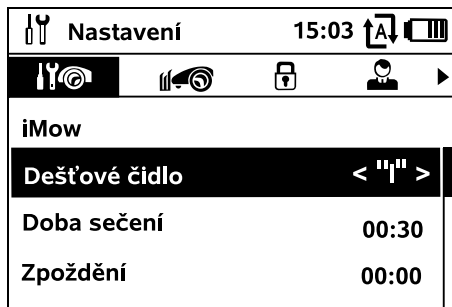 Nastavení 15:03 A
iMow
Dešťové čidlo < "I" >
Doba sečení 00:30
Zpoždění 00:00